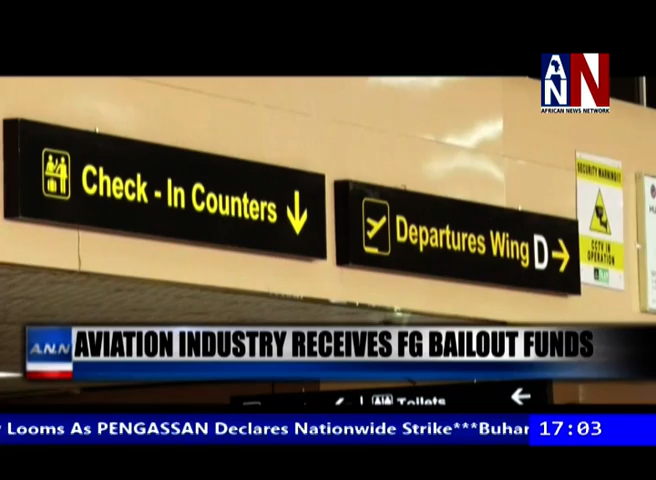 ANN
AFRICAN NEWS NETWORK
Check - In Counters
Departures Wing D
SECURITY WARNING!!!
CCTV IN
OPERATION
A.N.N
AVIATION INDUSTRY RECEIVES FG BAILOUT FUNDS
Toilets
Looms As PENGASSAN Declares Nationwide Strike***Buhar
17:03